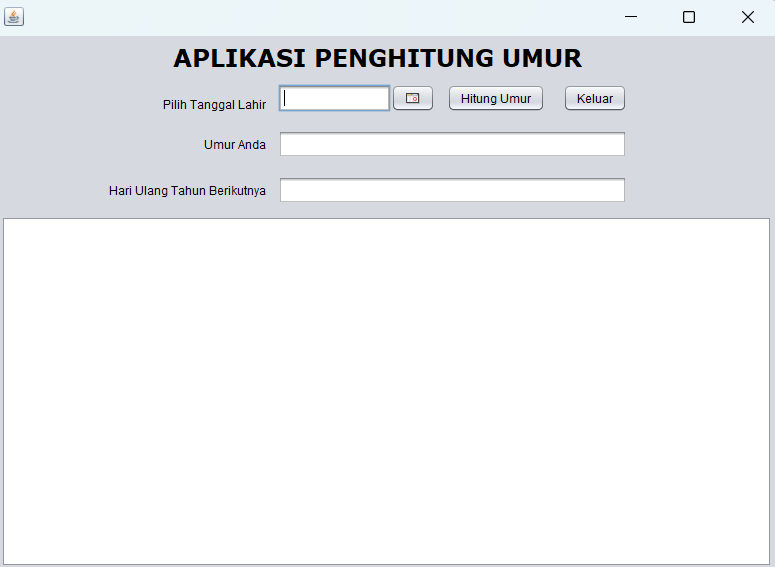 APLIKASI PENGHITUNG UMUR
Pilih Tanggal Lahir Hitung Umur Keluar
Umur Anda
Hari Ulang Tahun Berikutnya